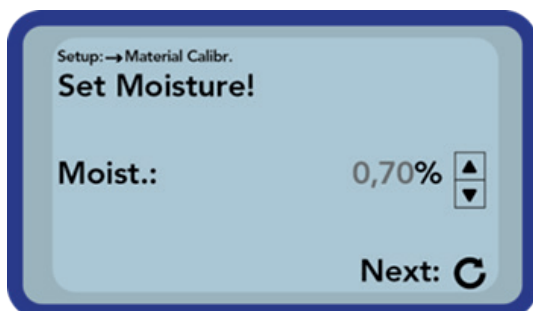 Setup:→Material Calibr.
Set Moisture!
Moist.: 0,70%
Next: